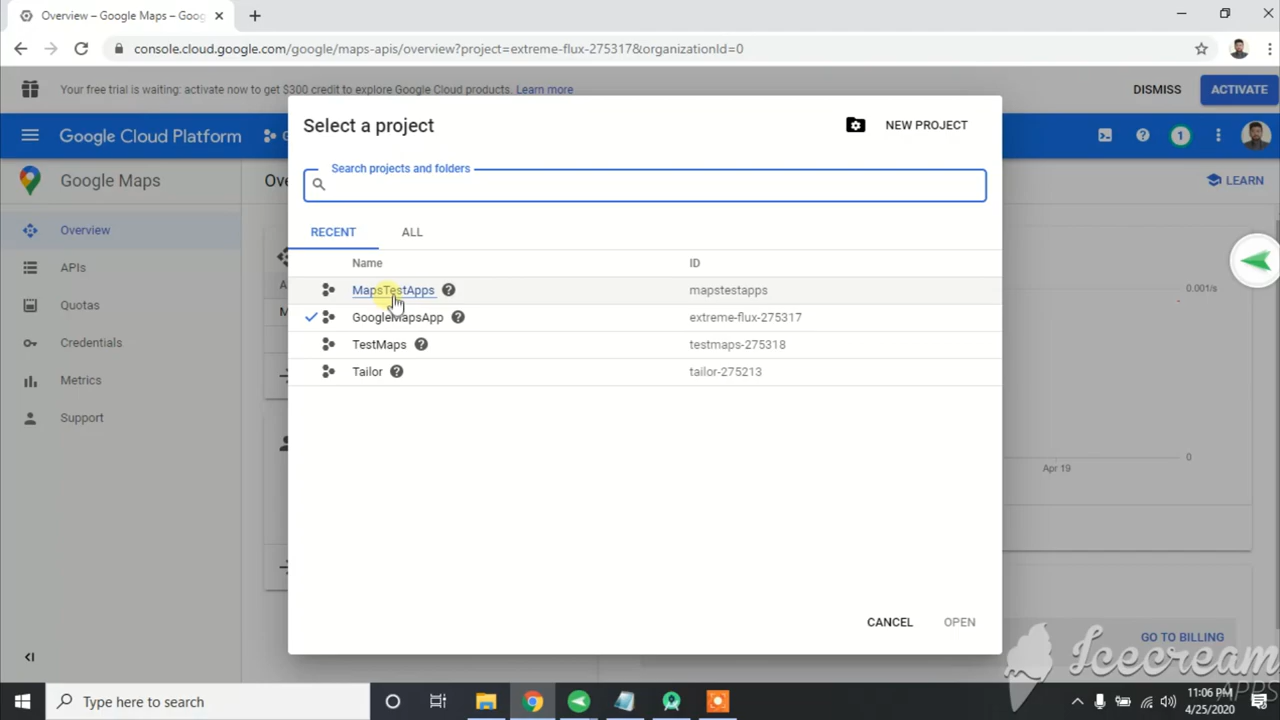 Overview – Google Maps – Goog
console.cloud.google.com/google/maps-apis/overview?project=extreme-flux-275317&organizationId=0
Your free trial is waiting: activate now to get $300 credit to explore Google Cloud products. Learn more
DISMISS
ACTIVATE
Google Cloud Platform
G
1
Google Maps
Ove
LEARN
Overview
APIs
Quotas
Credentials
Metrics
Support
Select a project
NEW PROJECT
Search projects and folders
RECENT
ALL
Name
ID
MapsTestApps
mapstestapps
GoogleMapsApp
extreme-flux-275317
TestMaps
testmaps-275318
Tailor
tailor-275213
CANCEL
OPEN
A
M
0.001/s
0
Apr 19
GO TO BILLING
Icecream
APPS
Type here to search
11:06 PM
4/25/2020